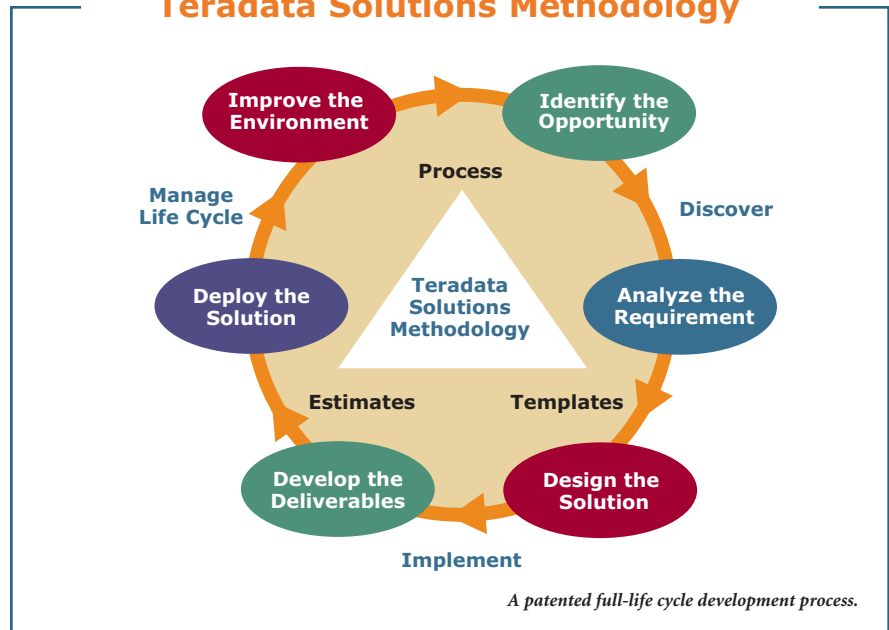 Teradata Solutions Methodology
Improve the
Environment
Identify the
Opportunity
Process
Manage
Life Cycle
Discover
Deploy the
Solution
Teradata
Solutions
Methodology
Analyze the
Requirement
Estimates
Templates
Develop the
Deliverables
Design the
Solution
Implement
A patented full-life cycle development process.